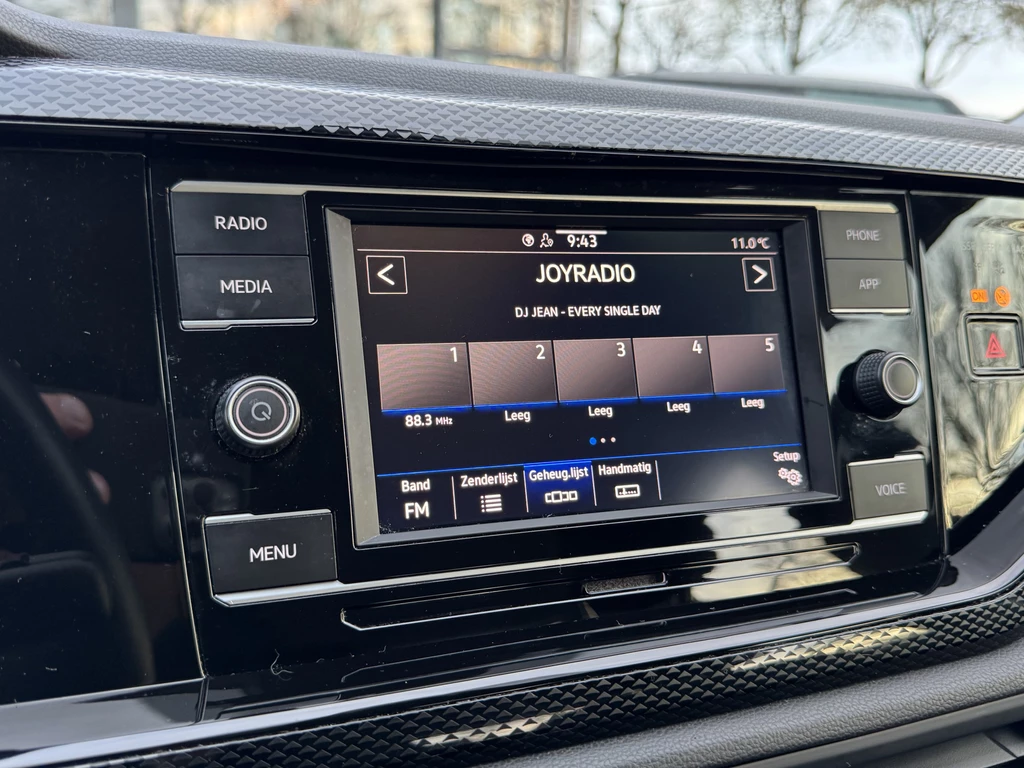 RADIO
MEDIA
MENU
9:43
11.0°C
<
JOYRADIO
>
DJ JEAN - EVERY SINGLE DAY
1 2 3 4 5
88.3 MHz Leeg Leeg Leeg Leeg
Band
FM
Zenderlijst
Geheug.lijst
Handmatig
Setup
PHONE
APP
VOICE
ON